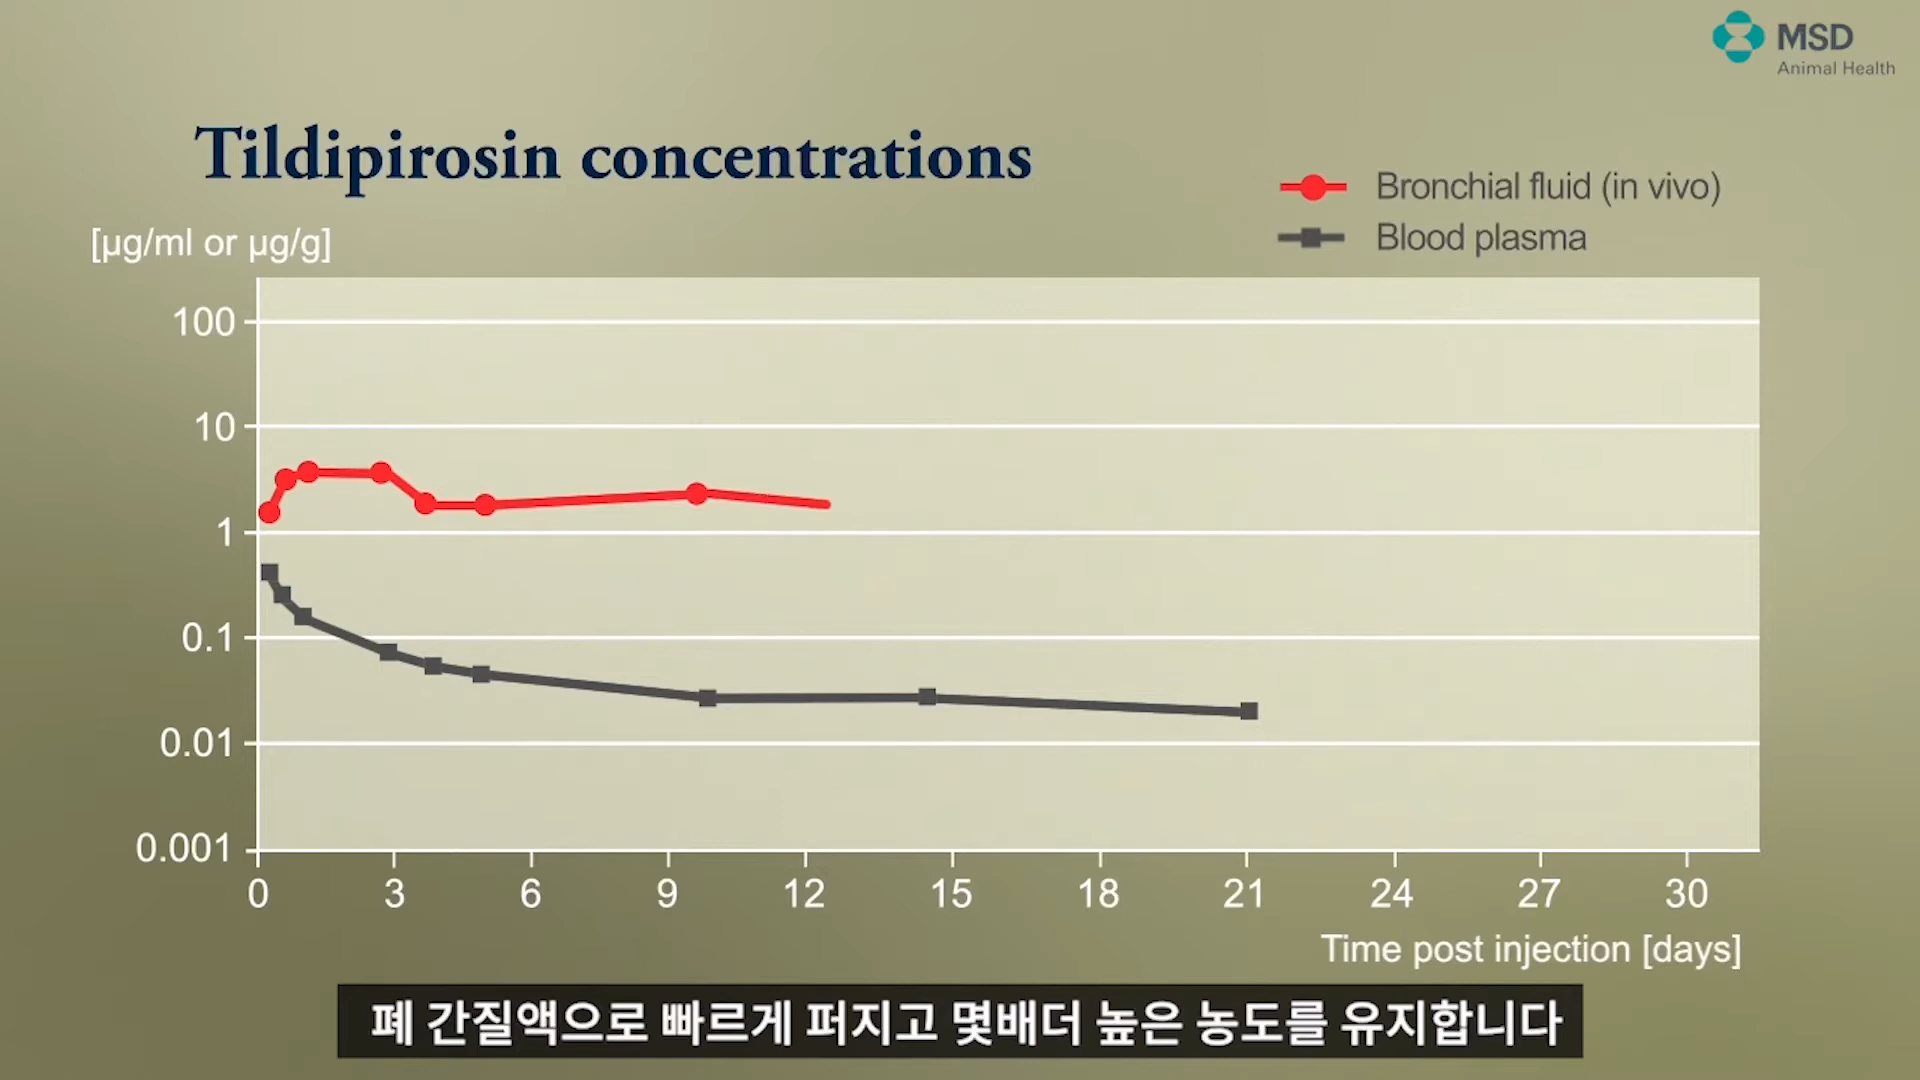 MSD
Animal Health
Tildipirosin concentrations
Bronchial fluid (in vivo)
Blood plasma
[µg/ml or µg/g]
100
10
1
0.1
0.01
0.001
0 3 6 9 12 15 18 21 24 27 30
Time post injection [days]
폐 간질액으로 빠르게 퍼지고 몇배더 높은 농도를 유지합니다